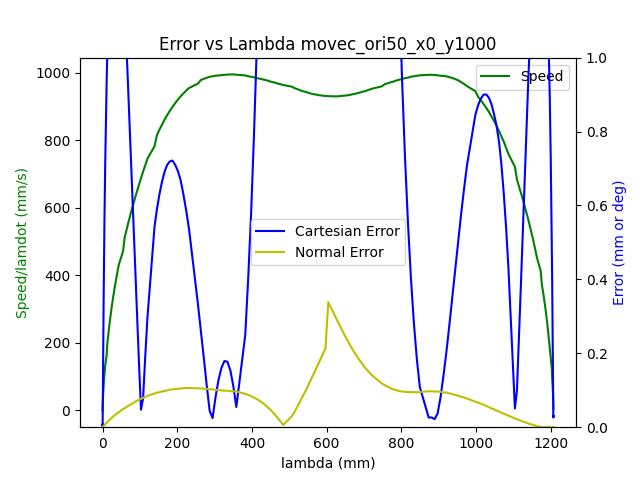 Error vs Lambda movec_ori50_x0_y1000
Speed
Cartesian Error
Normal Error
Speed/lamdot (mm/s)
1000
800
600
400
200
0
Error (mm or deg)
1.0
0.8
0.6
0.4
0.2
0.0
0 200 400 600 800 1000 1200
lambda (mm)